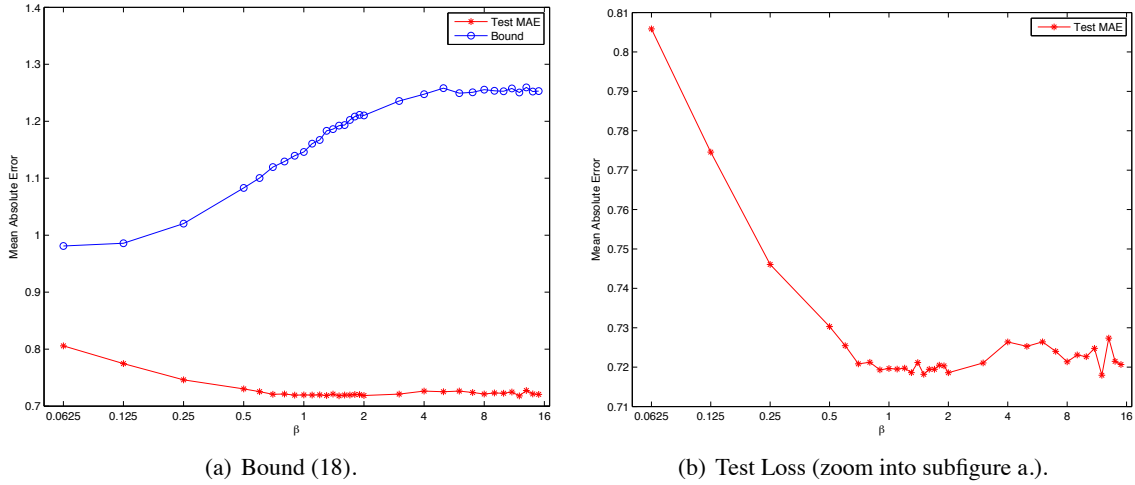 Test MAE
Bound
1.4
1.3
1.2
1.1
1
0.9
0.8
0.7
Mean Absolute Error
0.0625 0.125 0.25 0.5 1 2 4 8 16
β
(a) Bound (18).
Test MAE
0.81
0.8
0.79
0.78
0.77
0.76
0.75
0.74
0.73
0.72
0.71
Mean Absolute Error
0.0625 0.125 0.25 0.5 1 2 4 8 16
β
(b) Test Loss (zoom into subfigure a.).